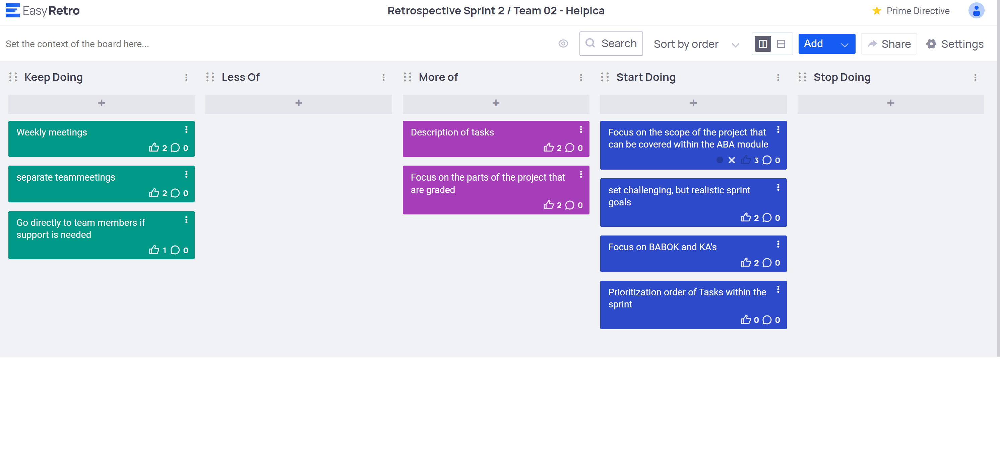 EasyRetro
Retrospective Sprint 2 / Team 02 - Helpica
Prime Directive
Set the context of the board here...
Search
Sort by order
Add
Share
Settings
Keep Doing
Less Of
More of
Start Doing
Stop Doing
+
+
+
+
+
Weekly meetings
2 0
separate teammeetings
2 0
Go directly to team members if
support is needed
1 0
Description of tasks
2 0
Focus on the parts of the project that
are graded
2 0
Focus on the scope of the project that
can be covered within the ABA module
3 0
set challenging, but realistic sprint
goals
2 0
Focus on BABOK and KA's
2 0
Prioritization order of Tasks within the
sprint
0 0